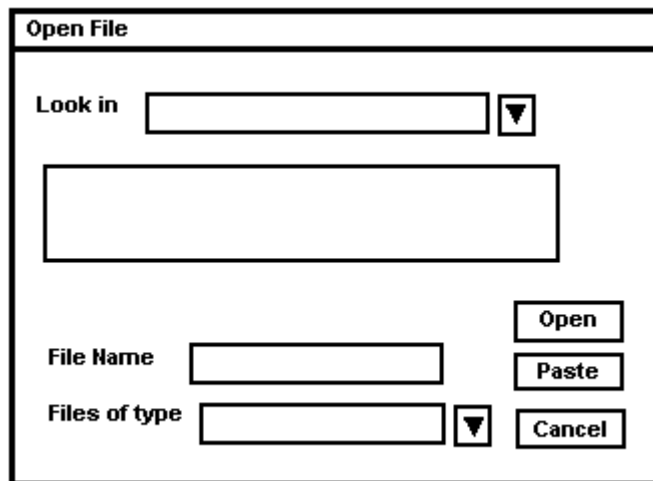 Open File
Look in
Open
File Name
Paste
Files of type
Cancel